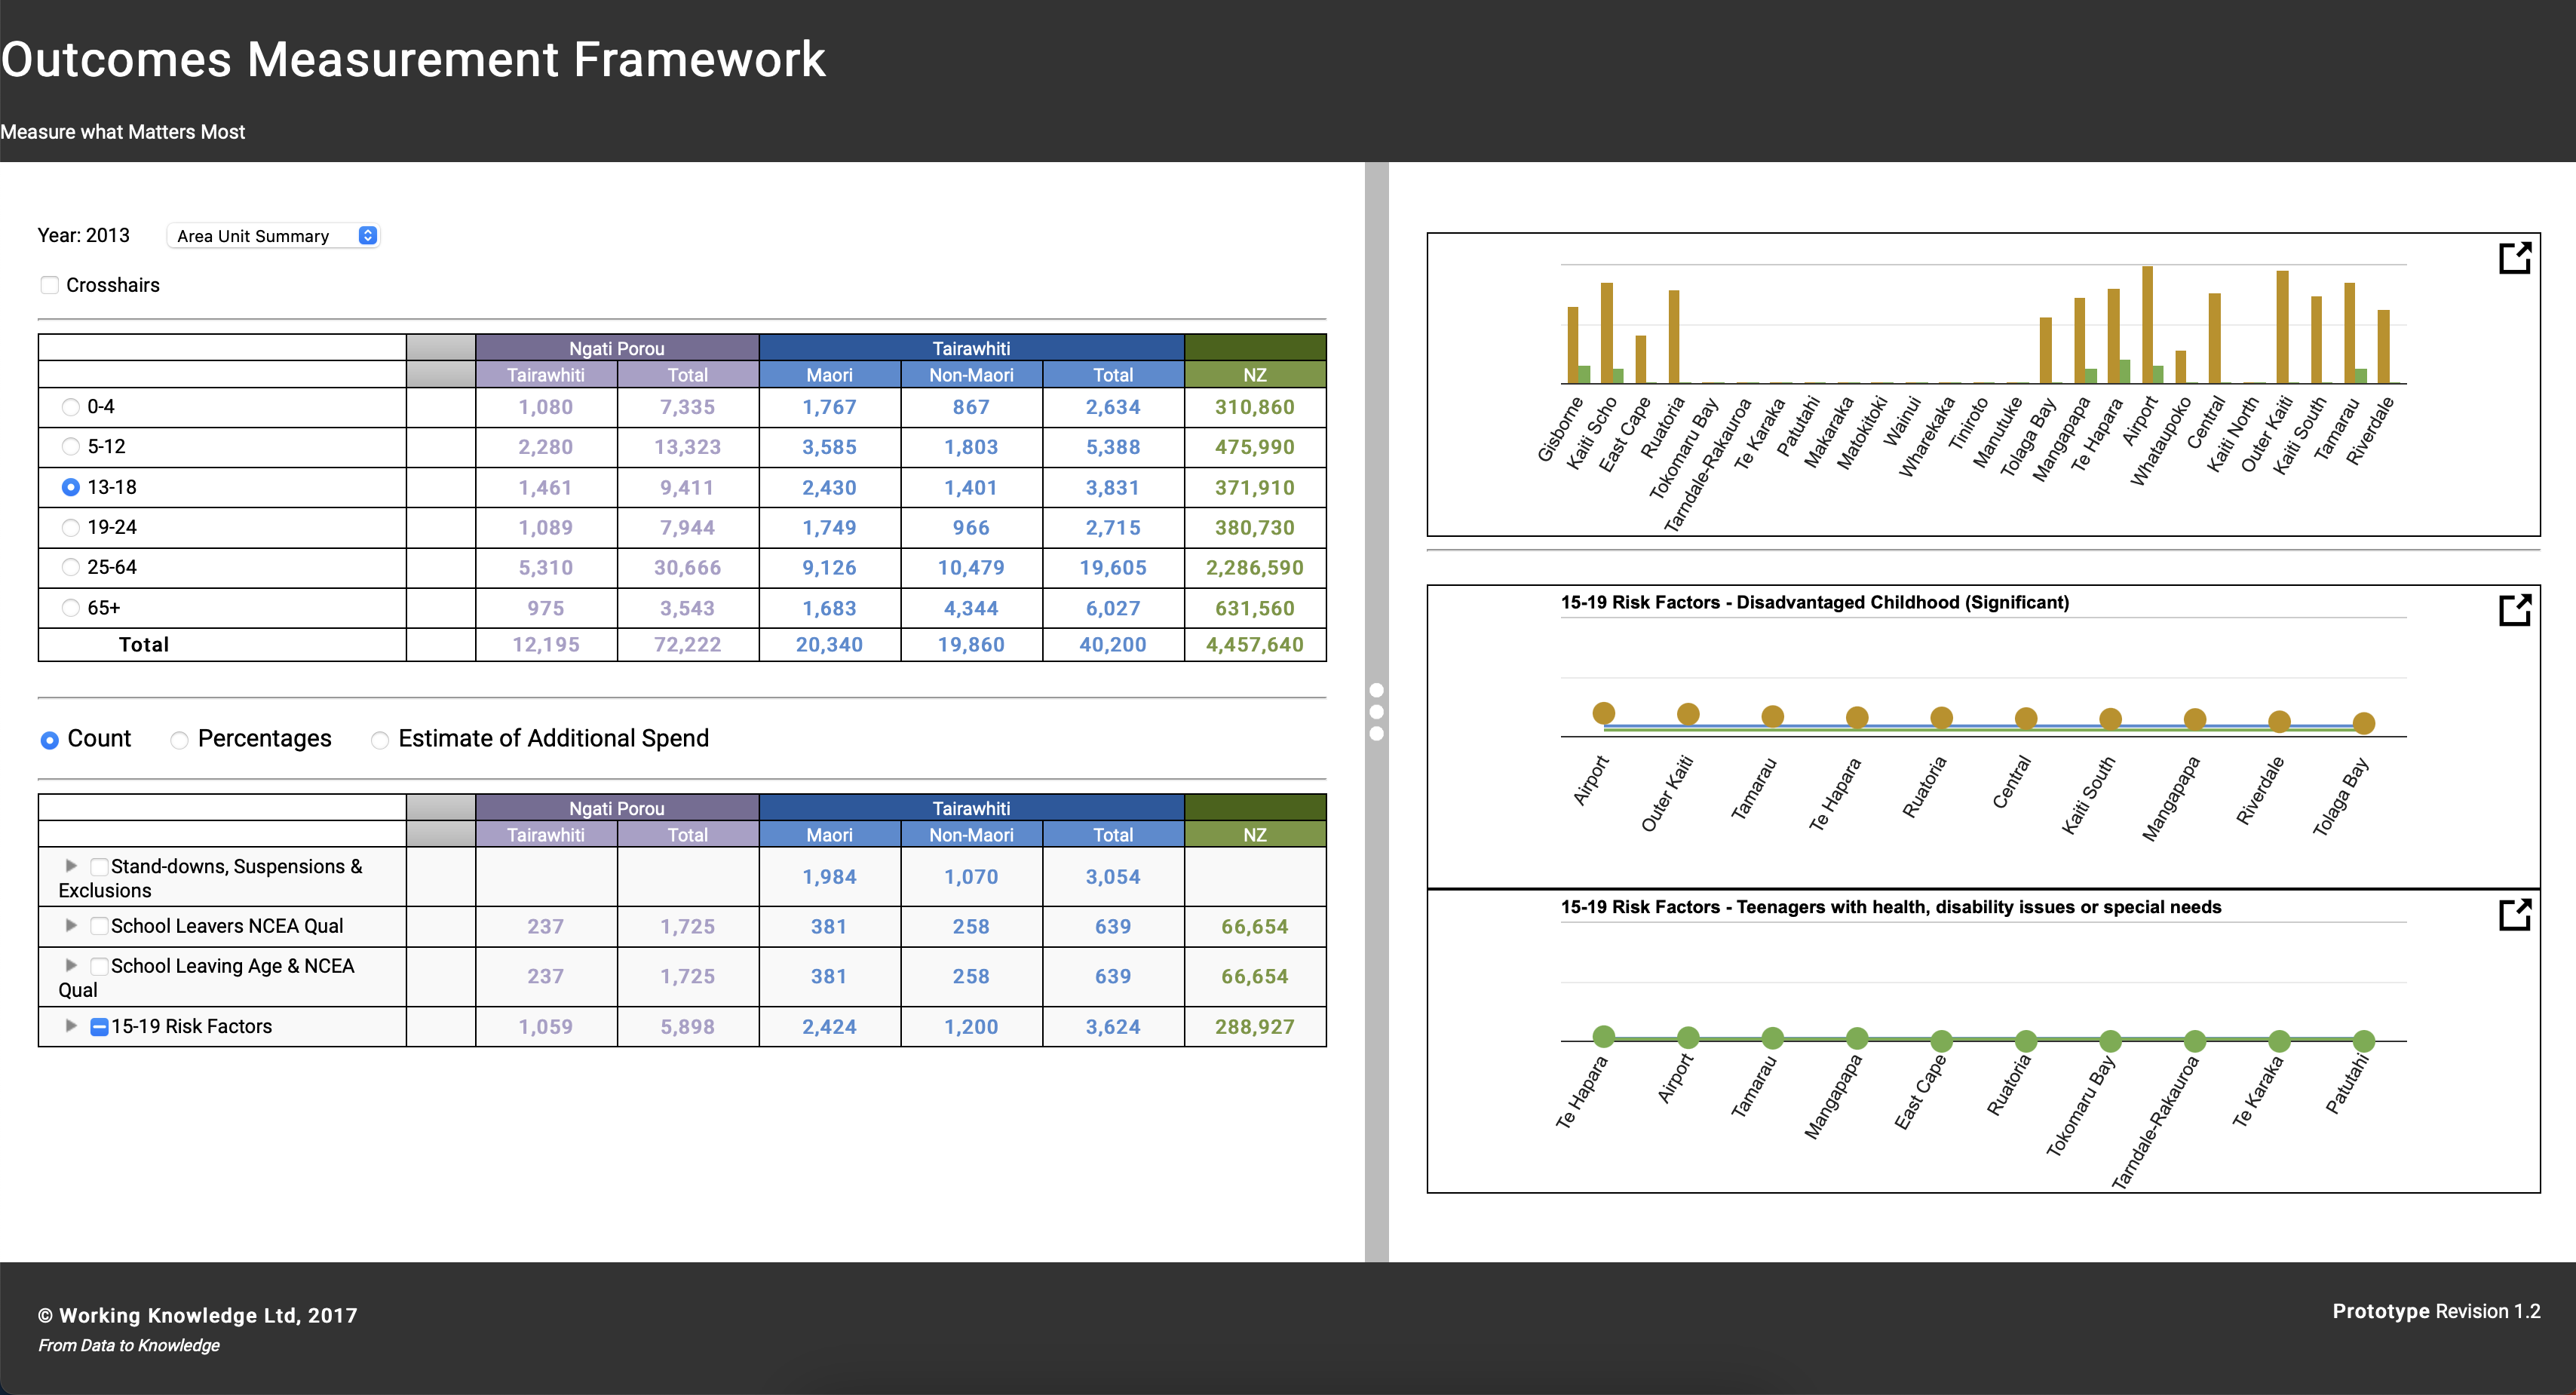 Outcomes Measurement Framework
Measure what Matters Most
Year: 2013 Area Unit Summary
Crosshairs
Ngati Porou Tairawhiti
Tairawhiti Total Maori Non-Maori Total NZ
0-4 1,080 7,335 1,767 867 2,634 310,860
5-12 2,280 13,323 3,585 1,803 5,388 475,990
13-18 1,461 9,411 2,430 1,401 3,831 371,910
19-24 1,089 7,944 1,749 966 2,715 380,730
25-64 5,310 30,666 9,126 10,479 19,605 2,286,590
65+ 975 3,543 1,683 4,344 6,027 631,560
Total 12,195 72,222 20,340 19,860 40,200 4,457,640
Count Percentages Estimate of Additional Spend
Ngati Porou Tairawhiti
Tairawhiti Total Maori Non-Maori Total NZ
Stand-downs, Suspensions &
Exclusions 1,984 1,070 3,054
School Leavers NCEA Qual 237 1,725 381 258 639 66,654
School Leaving Age & NCEA
Qual 237 1,725 381 258 639 66,654
15-19 Risk Factors 1,059 5,898 2,424 1,200 3,624 288,927
Gisborne
Kaiti Scho
East Cape
Ruatoria
Tokomaru Bay
Tarndale-Rakauroa
Te Karaka
Patutahi
Makaraka
Matokitoki
Wainui
Wharekaka
Tiniroto
Manutuke
Tolaga Bay
Mangapapa
Te Hapara
Airport
Whataupoko
Central
Kaiti North
Outer Kaiti
Kaiti South
Tamarau
Riverdale
15-19 Risk Factors - Disadvantaged Childhood (Significant)
Airport
Outer Kaiti
Tamarau
Te Hapara
Ruatoria
Central
Kaiti South
Mangapapa
Riverdale
Tolaga Bay
15-19 Risk Factors - Teenagers with health, disability issues or special needs
Te Hapara
Airport
Tamarau
Mangapapa
East Cape
Ruatoria
Tokomaru Bay
Tarndale-Rakauroa
Te Karaka
Patutahi
© Working Knowledge Ltd, 2017
From Data to Knowledge
Prototype Revision 1.2